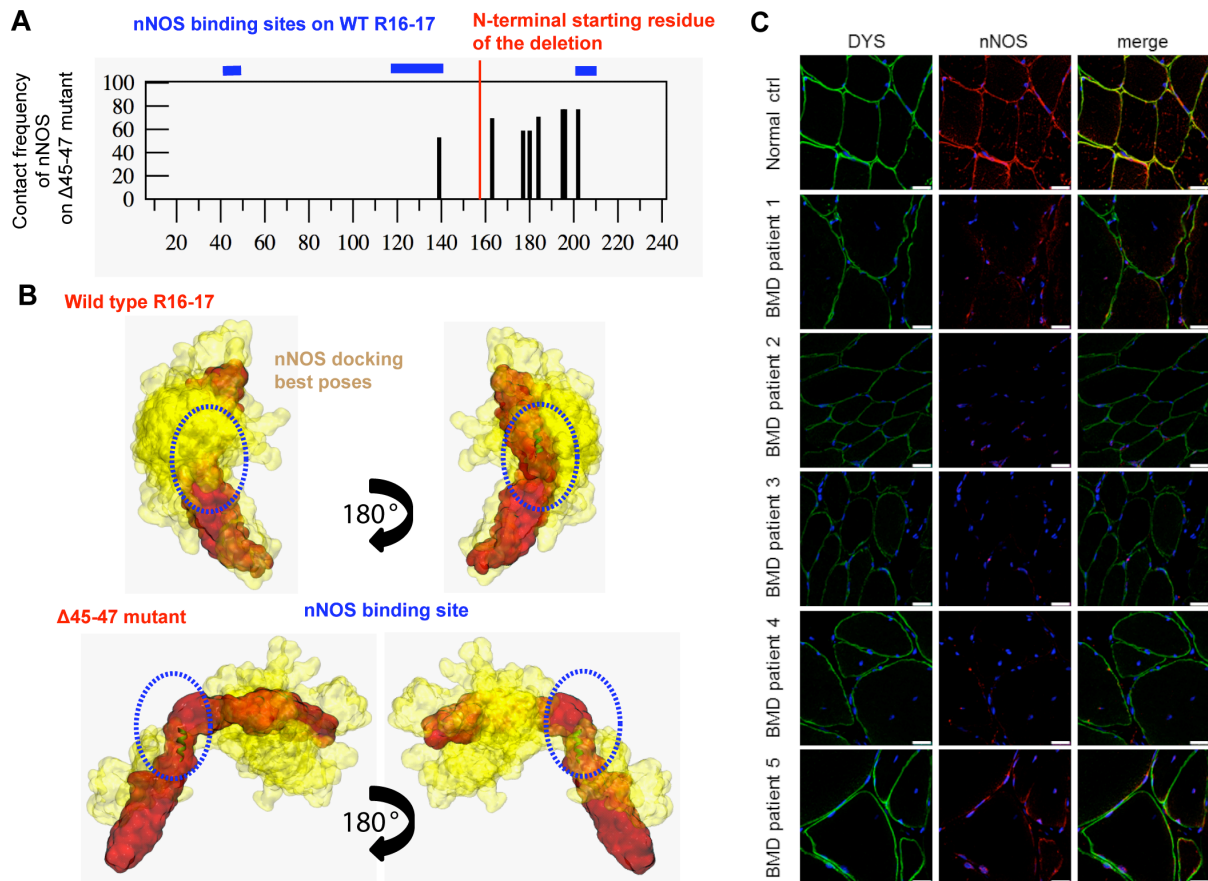 A
nNOS binding sites on WT R16-17
N-terminal starting residue
of the deletion
Contact frequency
of nNOS
on Δ45-47 mutant
100
80
60
40
20
0
20 40 60 80 100 120 140 160 180 200 220 240
B
Wild type R16-17
nNOS docking
best poses
180°
Δ45-47 mutant
nNOS binding site
180°
C
DYS nNOS merge
Normal ctrl
BMD patient 1
BMD patient 2
BMD patient 3
BMD patient 4
BMD patient 5